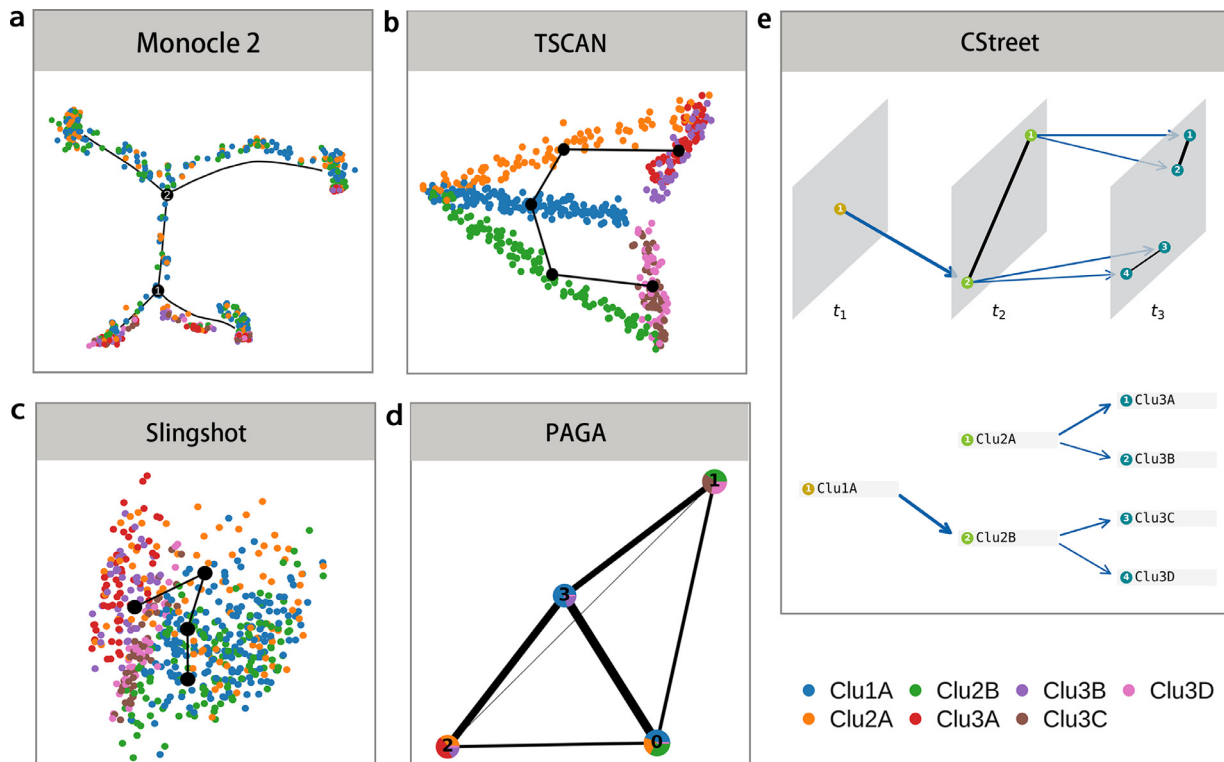 a
Monocle 2
2
1
b
TSCAN
c
Slingshot
d
PAGA
1
3
2
0
e
CStreet
1
1
1
2
3
2
4
t1
t2
t3
1 Clu3A
1 Clu2A
2 Clu3B
1 Clu1A
3 Clu3C
2 Clu2B
4 Clu3D
Clu1A Clu2B Clu3B Clu3D
Clu2A Clu3A Clu3C